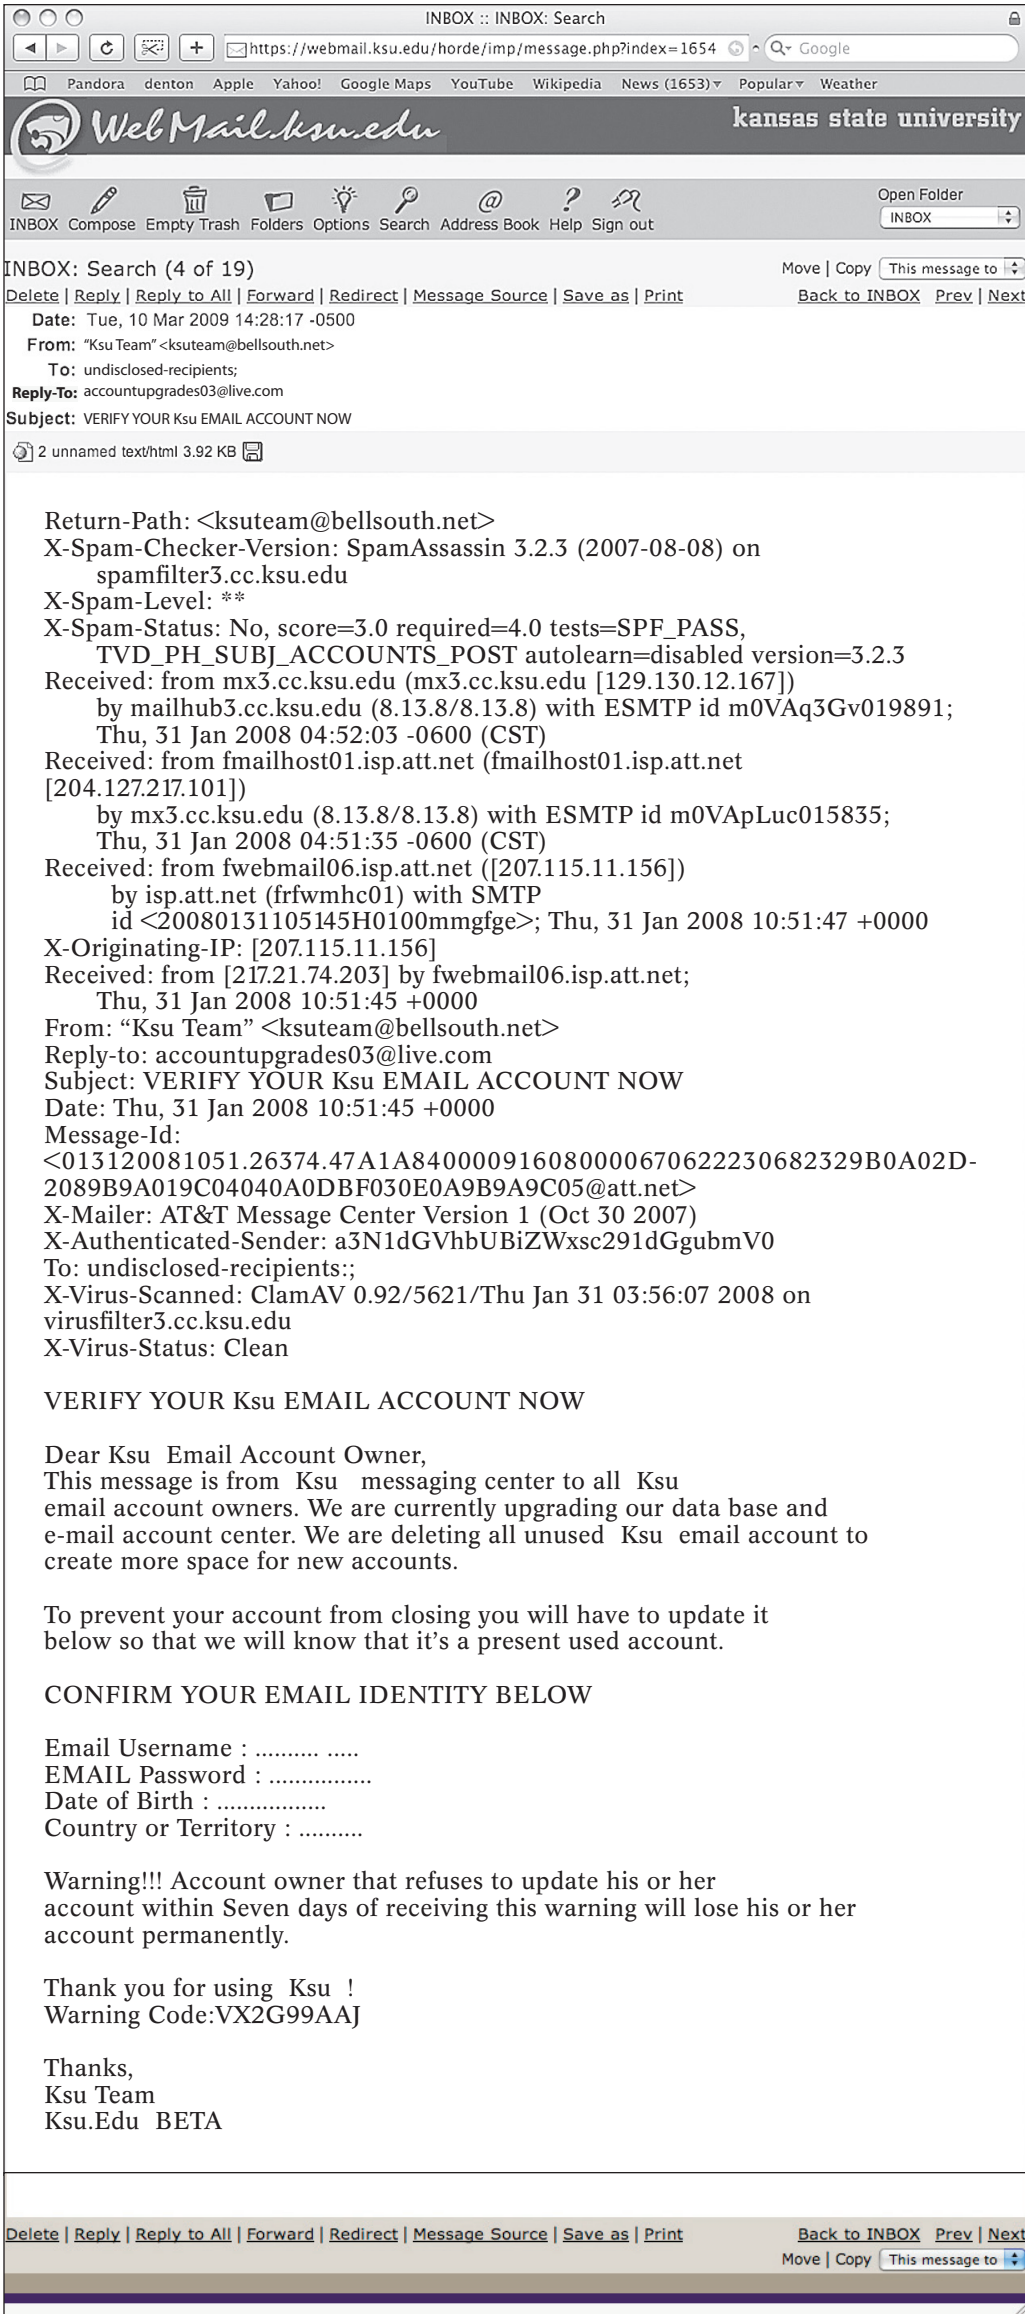 INBOX :: INBOX: Search
https://webmail.ksu.edu/horde/imp/message.php?index=1654 Google
Pandora denton Apple Yahoo! Google Maps YouTube Wikipedia News (1653) Popular Weather
WebMail.ksu.edu kansas state university
INBOX Compose Empty Trash Folders Options Search Address Book Help Sign out
Open Folder
INBOX
INBOX: Search (4 of 19) Move | Copy This message to
Delete | Reply | Reply to All | Forward | Redirect | Message Source | Save as | Print Back to INBOX Prev | Next
Date: Tue, 10 Mar 2009 14:28:17 -0500
From: "Ksu Team" <ksuteam@bellsouth.net>
To: undisclosed-recipients;
Reply-To: accountupgrades03@live.com
Subject: VERIFY YOUR Ksu EMAIL ACCOUNT NOW
2 unnamed text/html 3.92 KB
Return-Path: <ksuteam@bellsouth.net>
X-Spam-Checker-Version: SpamAssassin 3.2.3 (2007-08-08) on
spamfilter3.cc.ksu.edu
X-Spam-Level: **
X-Spam-Status: No, score=3.0 required=4.0 tests=SPF_PASS,
TVD_PH_SUBJ_ACCOUNTS_POST autolearn=disabled version=3.2.3
Received: from mx3.cc.ksu.edu (mx3.cc.ksu.edu [129.130.12.167])
by mailhub3.cc.ksu.edu (8.13.8/8.13.8) with ESMTP id m0VAq3Gv019891;
Thu, 31 Jan 2008 04:52:03 -0600 (CST)
Received: from fmailhost01.isp.att.net (fmailhost01.isp.att.net
[204.127.217.101])
by mx3.cc.ksu.edu (8.13.8/8.13.8) with ESMTP id m0VApLuc015835;
Thu, 31 Jan 2008 04:51:35 -0600 (CST)
Received: from fwebmail06.isp.att.net ([207.115.11.156])
by isp.att.net (frfwmhc01) with SMTP
id <20080131105145H0100mmgfge>; Thu, 31 Jan 2008 10:51:47 +0000
X-Originating-IP: [207.115.11.156]
Received: from [217.21.74.203] by fwebmail06.isp.att.net;
Thu, 31 Jan 2008 10:51:45 +0000
From: “Ksu Team” <ksuteam@bellsouth.net>
Reply-to: accountupgrades03@live.com
Subject: VERIFY YOUR Ksu EMAIL ACCOUNT NOW
Date: Thu, 31 Jan 2008 10:51:45 +0000
Message-Id:
<013120081051.26374.47A1A84000091608000067062223068232­9B0A02D-
2089B9A019C04040A0DBF030E0A9B9A9C05@att.net>
X-Mailer: AT&T Message Center Version 1 (Oct 30 2007)
X-Authenticated-Sender: a3N1dGVhbUBiZWxsc291dGgubmV0
To: undisclosed-recipients:;
X-Virus-Scanned: ClamAV 0.92/5621/Thu Jan 31 03:56:07 2008 on
virusfilter3.cc.ksu.edu
X-Virus-Status: Clean
VERIFY YOUR Ksu EMAIL ACCOUNT NOW
Dear Ksu Email Account Owner,
This message is from Ksu messaging center to all Ksu
email account owners. We are currently upgrading our data base and
e-mail account center. We are deleting all unused Ksu email account to
create more space for new accounts.
To prevent your account from closing you will have to update it
below so that we will know that it’s a present used account.
CONFIRM YOUR EMAIL IDENTITY BELOW
Email Username : .......... .....
EMAIL Password : ................
Date of Birth : .................
Country or Territory : ..........
Warning!!! Account owner that refuses to update his or her
account within Seven days of receiving this warning will lose his or her
account permanently.
Thank you for using Ksu !
Warning Code:VX2G99AAJ
Thanks,
Ksu Team
Ksu.Edu BETA
Delete | Reply | Reply to All | Forward | Redirect | Message Source | Save as | Print Back to INBOX Prev | Next
Move | Copy This message to